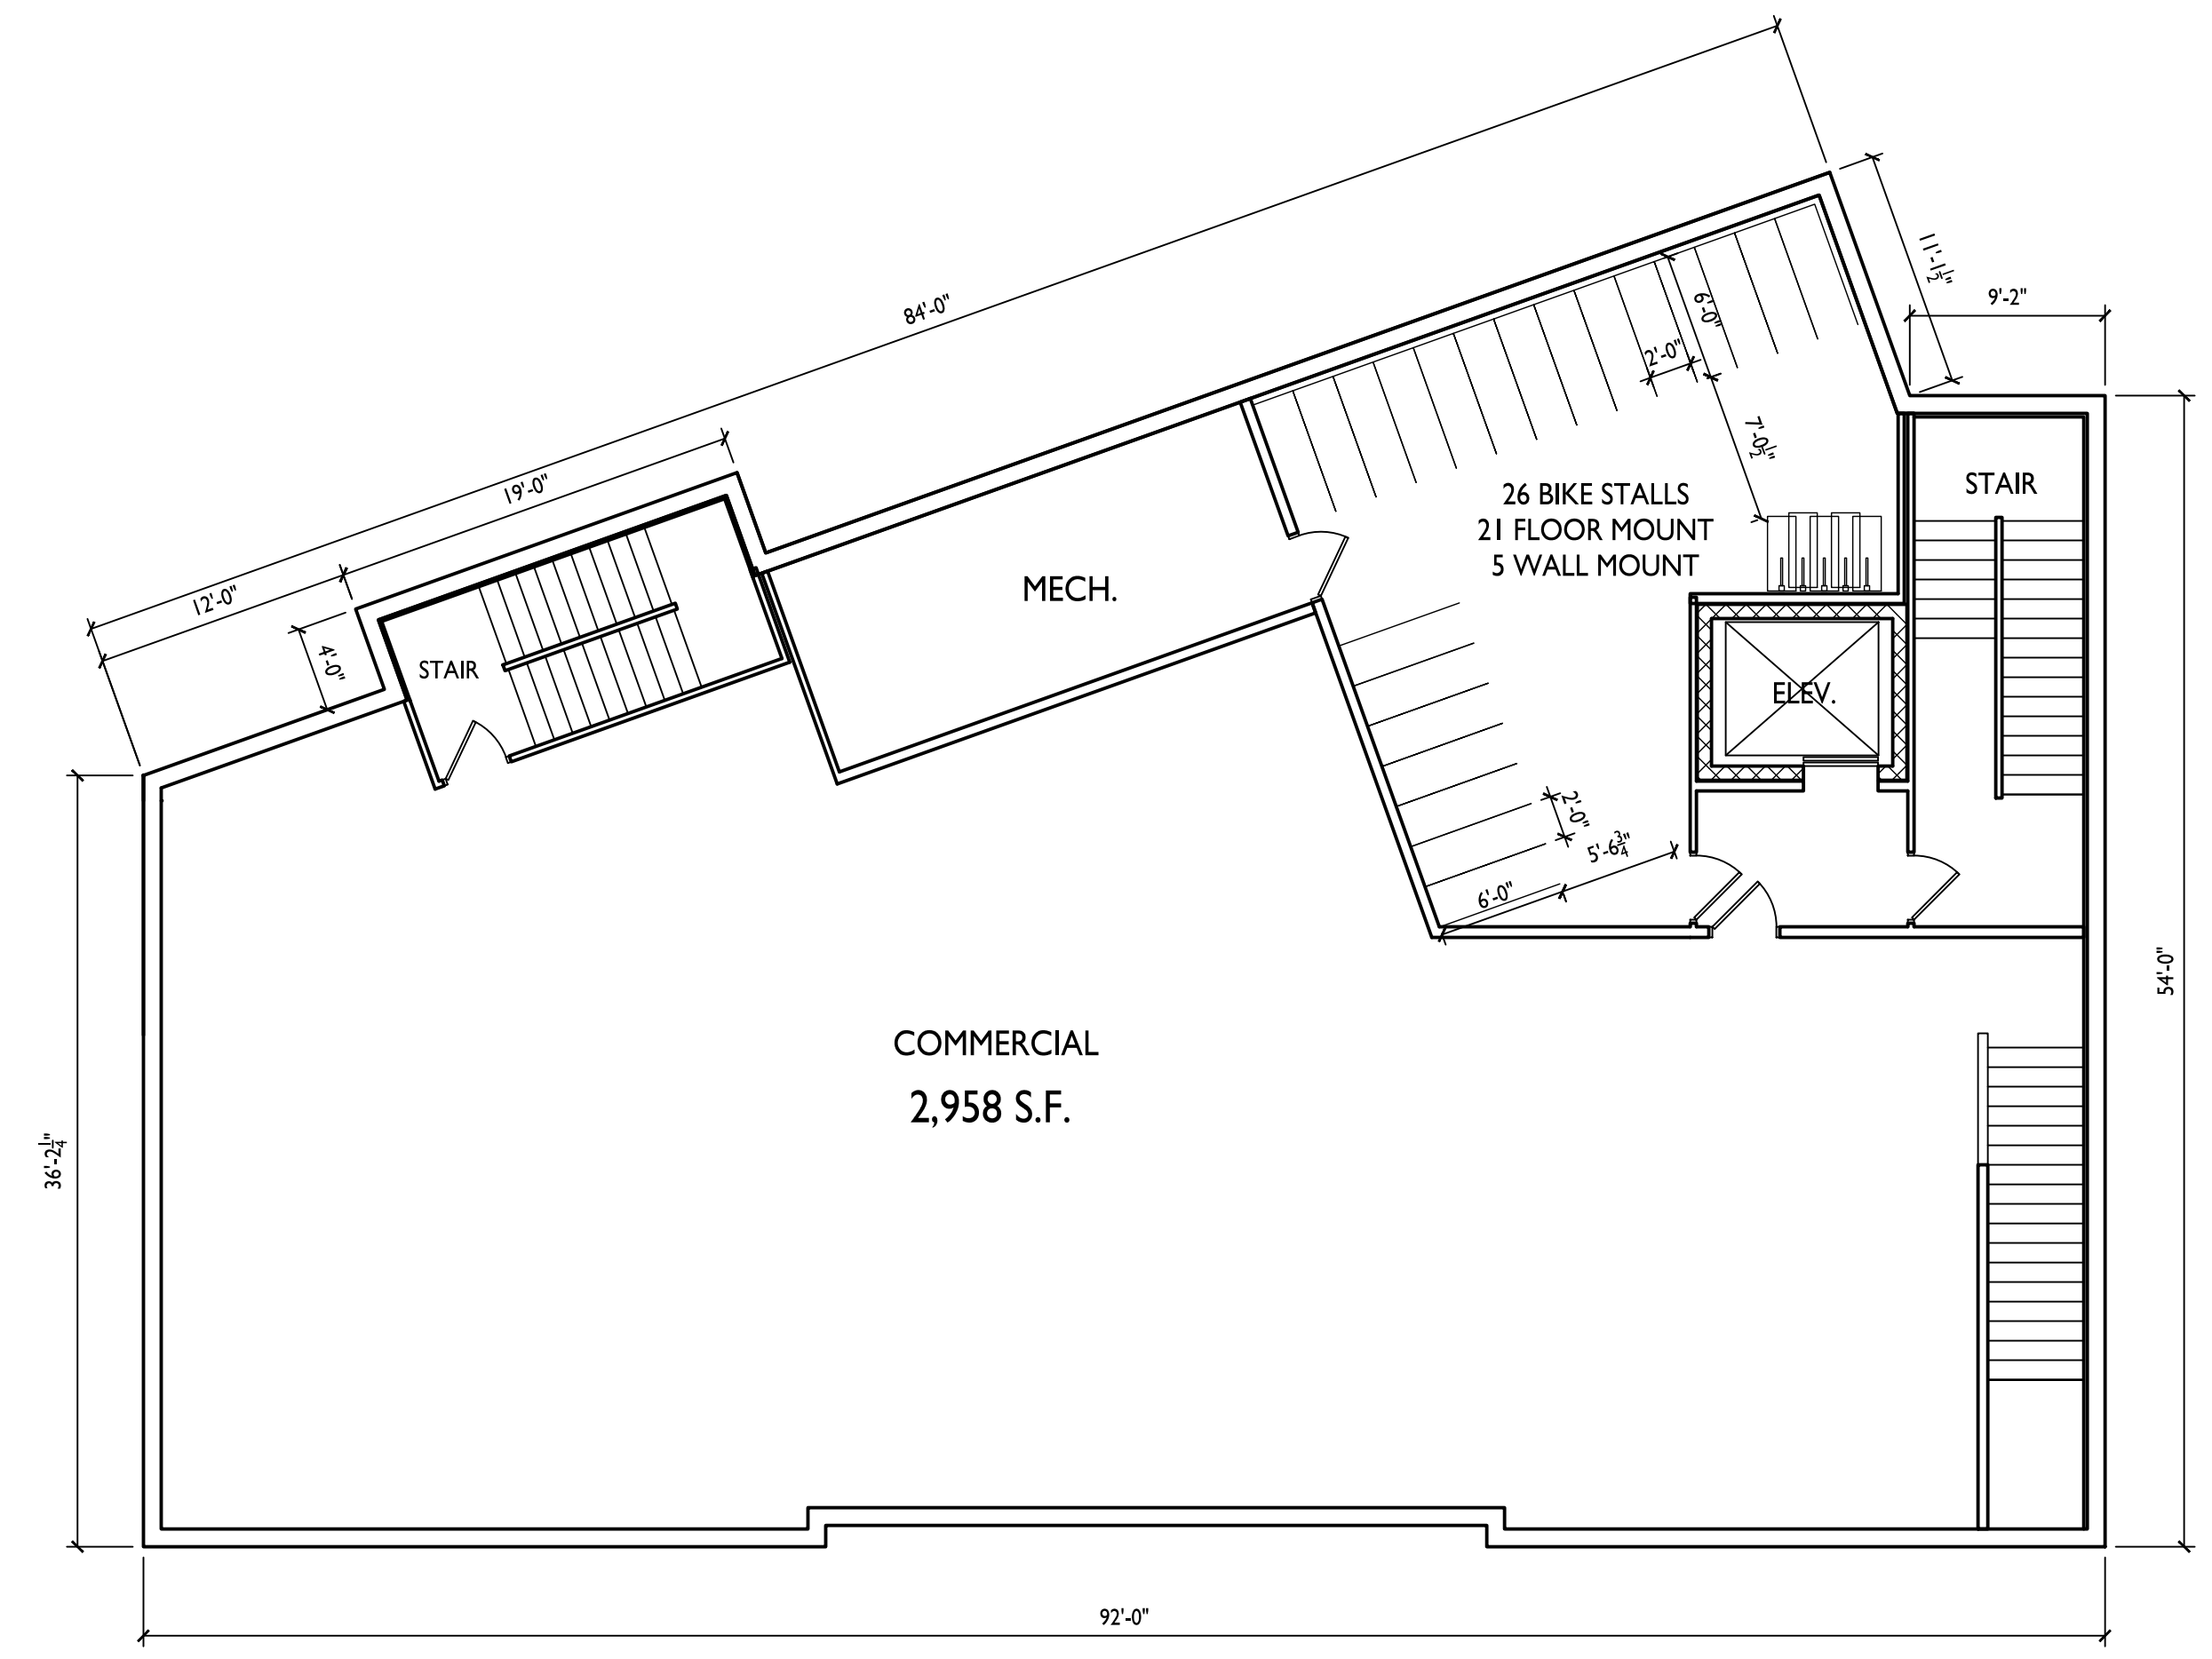 84'-0"
11'-1½"
9'-2"
19'-0"
12'-0"
4'-0"
6'-0"
2'-0"
7'-0½"
STAIR
26 BIKE STALLS
21 FLOOR MOUNT
5 WALL MOUNT
MECH.
STAIR
ELEV.
2'-0"
5'-6¾"
6'-0"
54'-0"
COMMERCIAL
2,958 S.F.
36'-2¼"
92'-0"